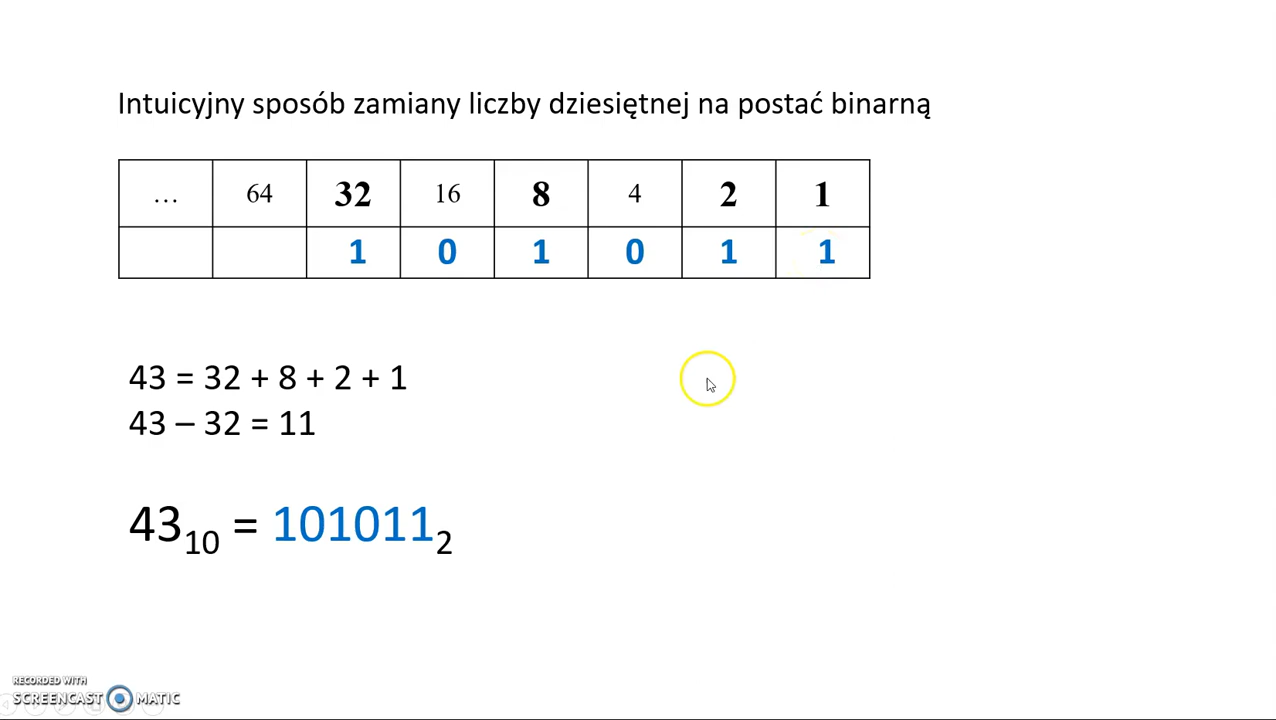 Intuicyjny sposób zamiany liczby dziesiętnej na postać binarną
... 64 32 16 8 4 2 1
1 0 1 0 1 1
43 = 32 + 8 + 2 + 1
43 – 32 = 11
43₁₀ = 101011₂
RECORDED WITH
SCREENCAST MATIC